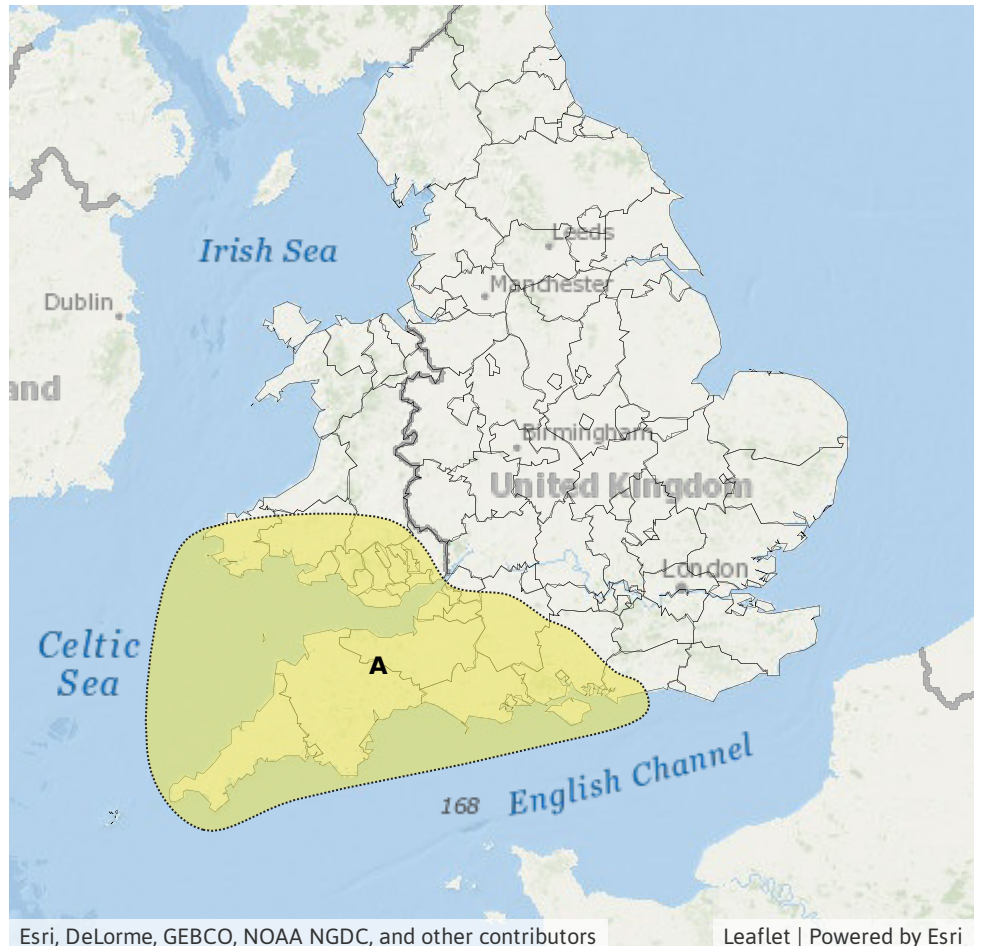 Leeds
Irish Sea
Manchester
Dublin
and
Birmingham
United Kingdom
London
Celtic
Sea
A
English Channel
168
Esri, DeLorme, GEBCO, NOAA NGDC, and other contributors
Leaflet | Powered by Esri